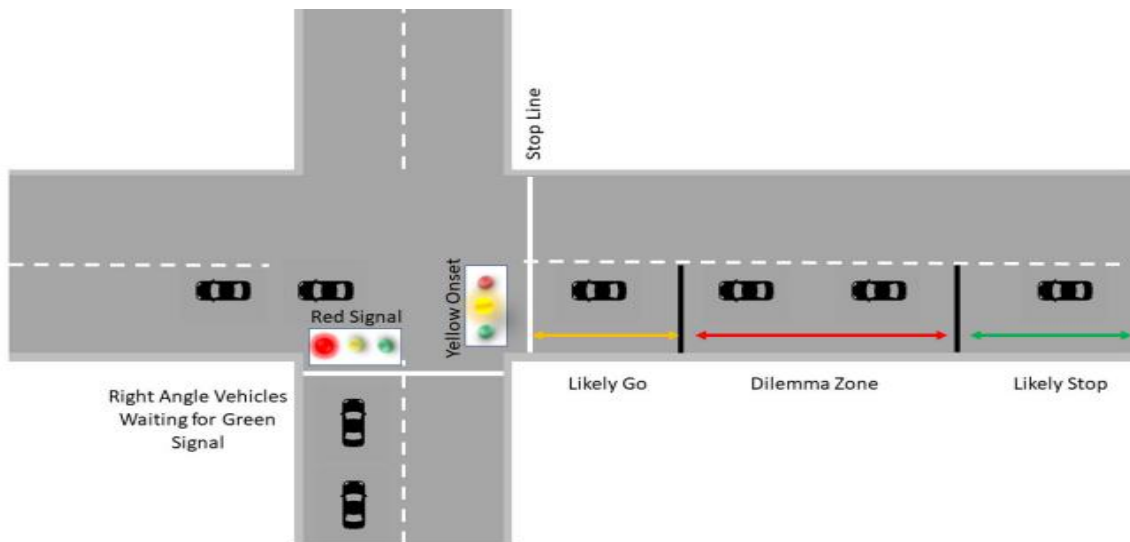 Stop Line
Red Signal
Yellow Onset
Right Angle Vehicles
Waiting for Green
Signal
Likely Go
Dilemma Zone
Likely Stop